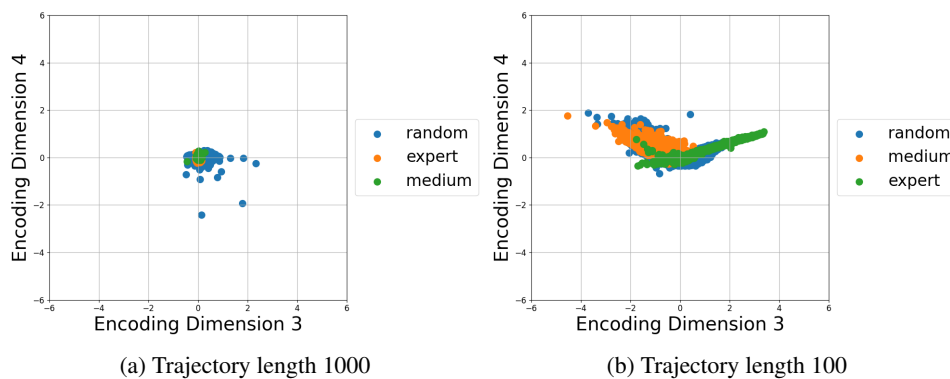 6
4
2
0
−2
−4
−6
−6
−4
−2
0
2
4
6
Encoding Dimension 4
Encoding Dimension 3
random
expert
medium
(a) Trajectory length 1000
6
4
2
0
−2
−4
−6
−6
−4
−2
0
2
4
6
Encoding Dimension 4
Encoding Dimension 3
random
medium
expert
(b) Trajectory length 100